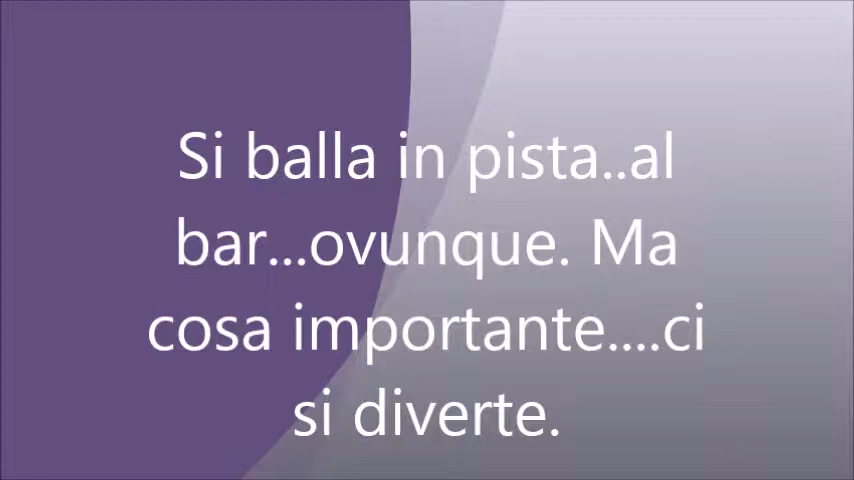 Si balla in pista..al
bar...ovunque. Ma
cosa importante....ci
si diverte.